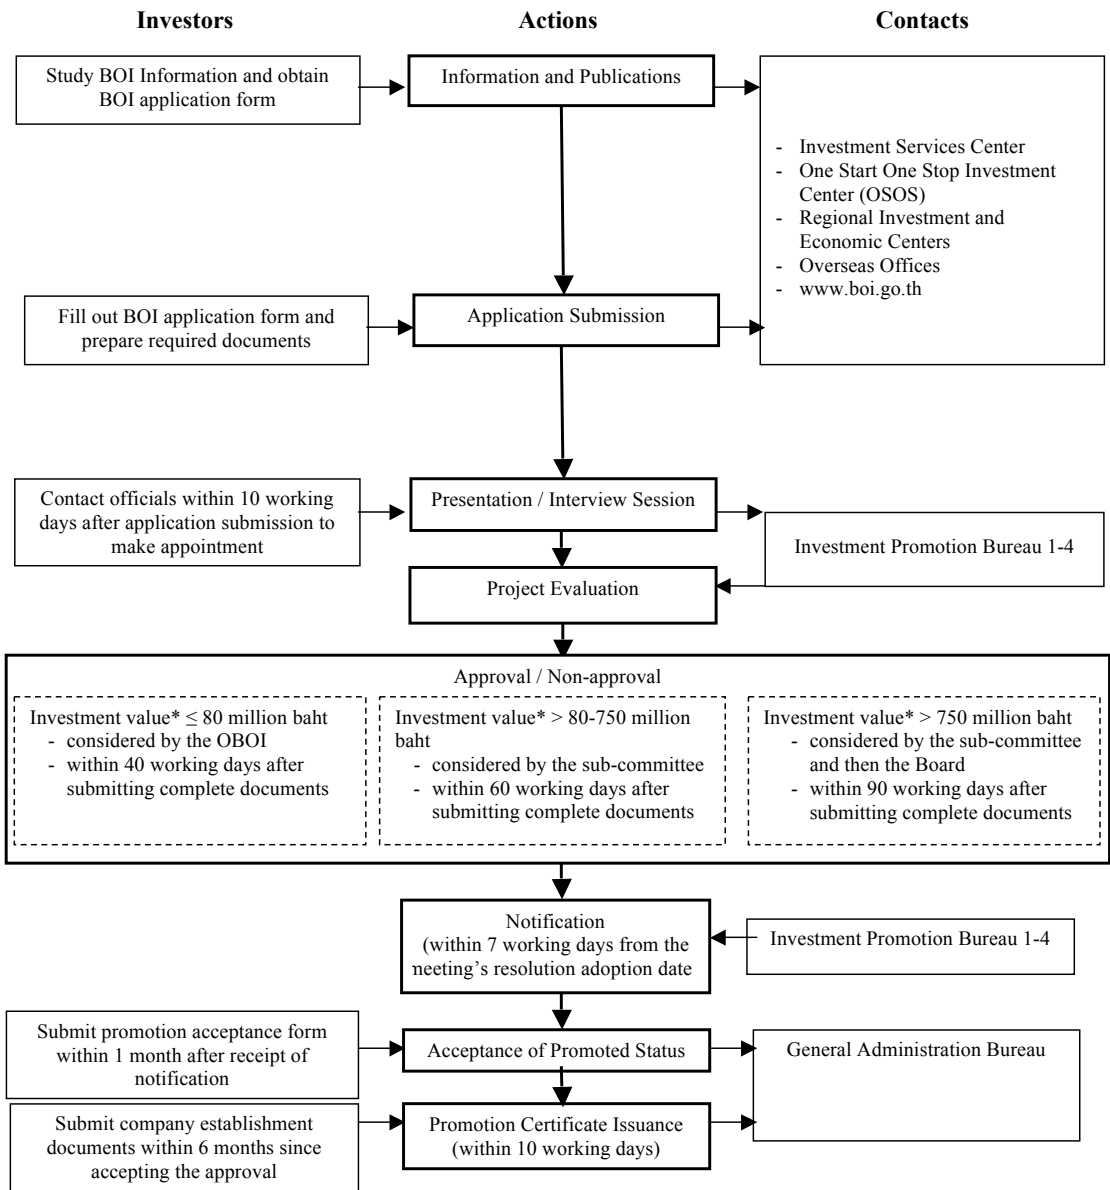 Investors
Actions
Contacts
Study BOI Information and obtain
BOI application form
Information and Publications
- Investment Services Center
- One Start One Stop Investment
Center (OSOS)
- Regional Investment and
Economic Centers
- Overseas Offices
- www.boi.go.th
Fill out BOI application form and
prepare required documents
Application Submission
Contact officials within 10 working
days after application submission to
make appointment
Presentation / Interview Session
Investment Promotion Bureau 1-4
Project Evaluation
Approval / Non-approval
Investment value* ≤ 80 million baht
- considered by the OBOI
- within 40 working days after
submitting complete documents
Investment value* > 80-750 million
baht
- considered by the sub-committee
- within 60 working days after
submitting complete documents
Investment value* > 750 million baht
- considered by the sub-committee
and then the Board
- within 90 working days after
submitting complete documents
Notification
(within 7 working days from the
meeting's resolution adoption date
Investment Promotion Bureau 1-4
Submit promotion acceptance form
within 1 month after receipt of
notification
Acceptance of Promoted Status
General Administration Bureau
Submit company establishment
documents within 6 months since
accepting the approval
Promotion Certificate Issuance
(within 10 working days)